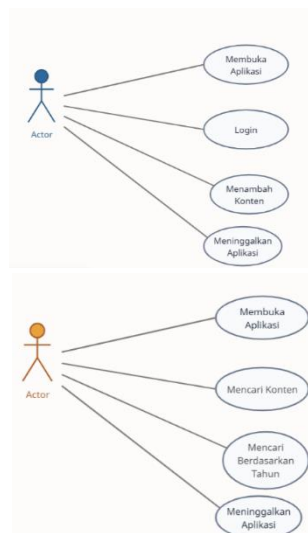 Membuka
Aplikasi
Actor
Login
Menambah
Konten
Meninggalkan
Aplikasi
Membuka
Aplikasi
Actor
Mencari Konten
Mencari
Berdasarkan
Tahun
Meninggalkan
Aplikasi